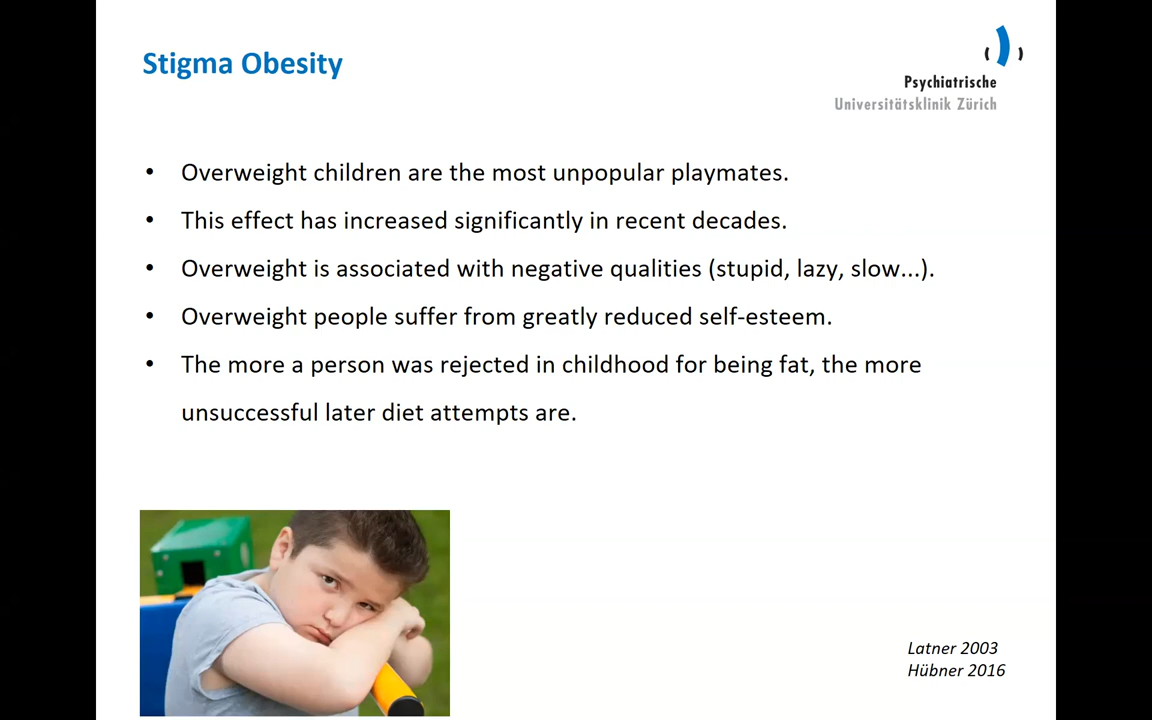 Stigma Obesity
Psychiatrische
Universitätsklinik Zürich
• Overweight children are the most unpopular playmates.
• This effect has increased significantly in recent decades.
• Overweight is associated with negative qualities (stupid, lazy, slow...).
• Overweight people suffer from greatly reduced self-esteem.
• The more a person was rejected in childhood for being fat, the more
unsuccessful later diet attempts are.
Latner 2003
Hübner 2016